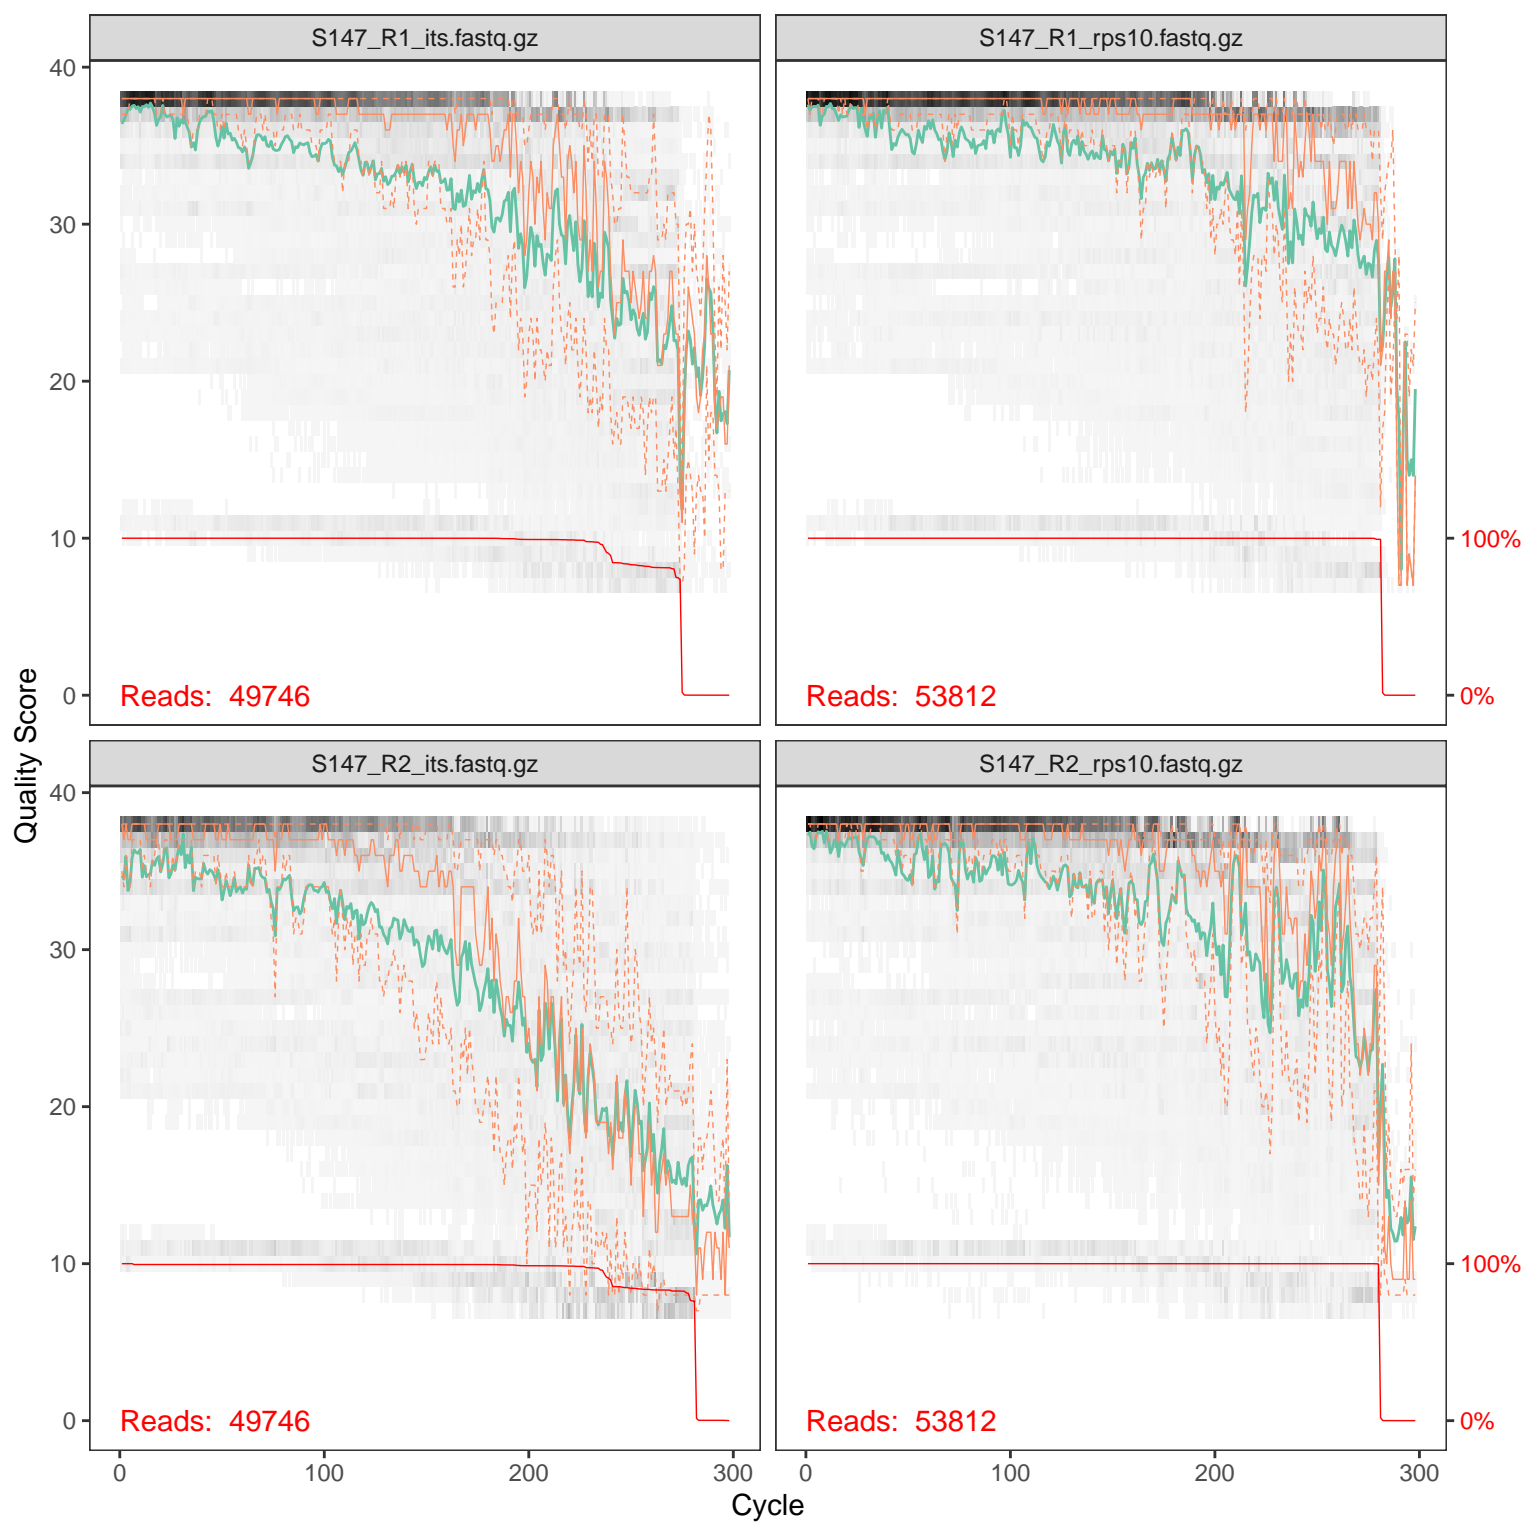 S147_R1_its.fastq.gz
S147_R1_rps10.fastq.gz
40
30
20
10
0
Reads: 49746
Reads: 53812
100%
0%
Quality Score
S147_R2_its.fastq.gz
S147_R2_rps10.fastq.gz
40
30
20
10
0
Reads: 49746
Reads: 53812
100%
0%
0 100 200 300
0 100 200 300
Cycle